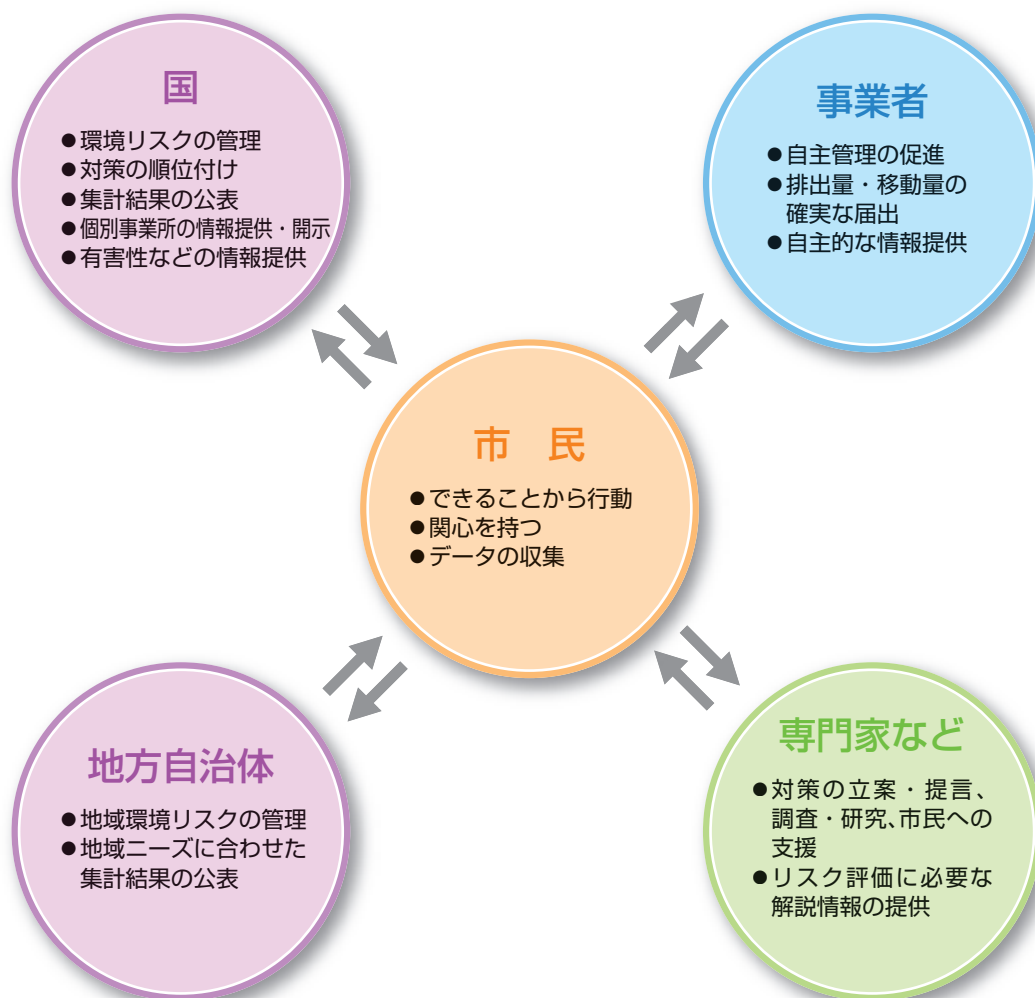 国
●環境リスクの管理
●対策の順位付け
●集計結果の公表
●個別事業所の情報提供・開示
●有害性などの情報提供
事業者
●自主管理の促進
●排出量・移動量の
確実な届出
●自主的な情報提供
市　民
●できることから行動
●関心を持つ
●データの収集
地方自治体
●地域環境リスクの管理
●地域ニーズに合わせた
集計結果の公表
専門家など
●対策の立案・提言、
調査・研究、市民への
支援
●リスク評価に必要な
解説情報の提供